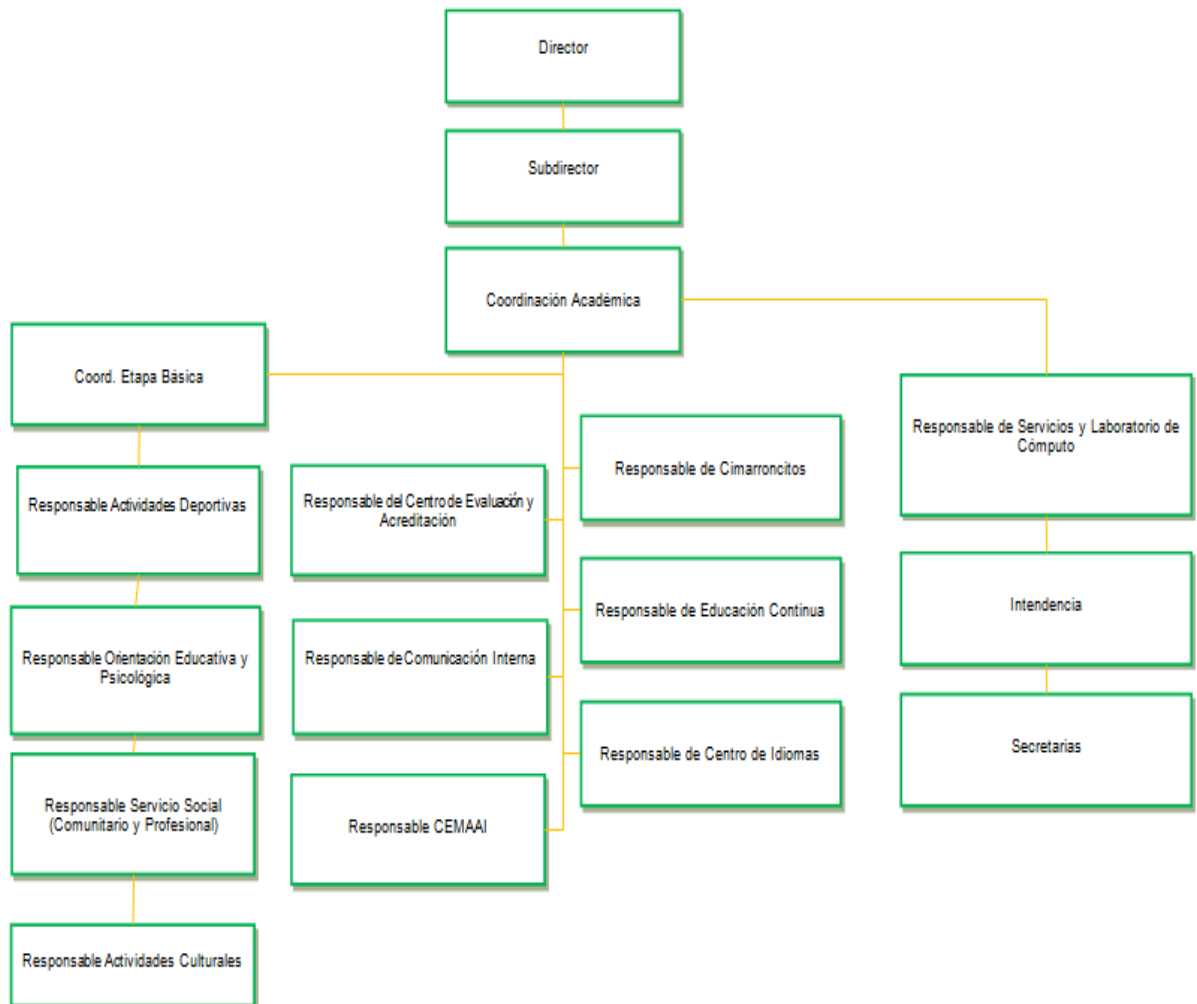 Director
Subdirector
Coordinación Académica
Coord. Etapa Básica
Responsable Actividades Deportivas
Responsable Orientación Educativa y
Psicológica
Responsable Servicio Social
(Comunitario y Profesional)
Responsable Actividades Culturales
Responsable del Centro de Evaluación y
Acreditación
Responsable de Comunicación Interna
Responsable CEMAAI
Responsable de Cimarroncitos
Responsable de Educación Continua
Responsable de Centro de Idiomas
Responsable de Servicios y Laboratorio de
Cómputo
Intendencia
Secretarias